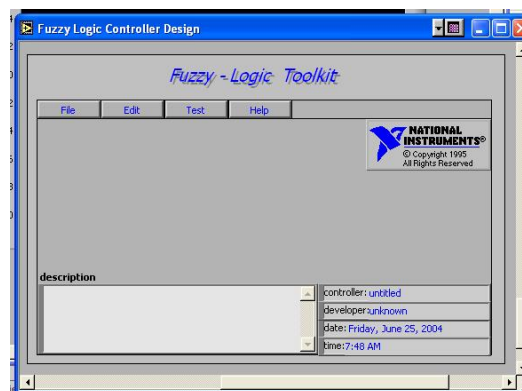 Fuzzy Logic Controller Design
Fuzzy - Logic Toolkit
File Edit Test Help
NATIONAL
INSTRUMENTS®
© Copyright 1995
All Rights Reserved
description
controller: untitled
developer:unknown
date: Friday, June 25, 2004
time:7:48 AM